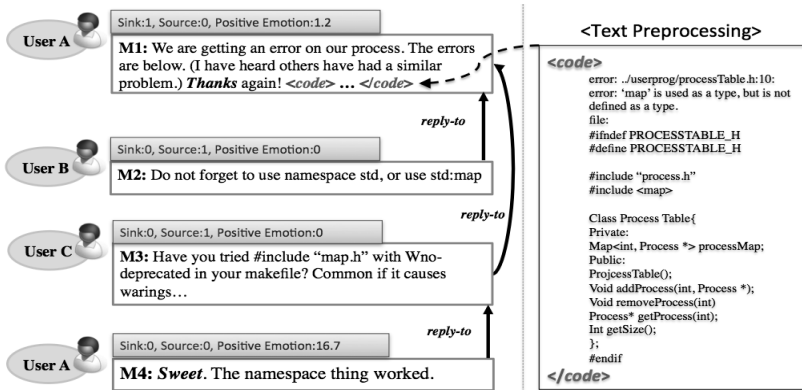 Sink:1, Source:0, Positive Emotion:1.2
User A
M1: We are getting an error on our process. The errors
are below. (I have heard others have had a similar
problem.) Thanks again! <code> ... </code>
reply-to
Sink:0, Source:1, Positive Emotion:0
User B
M2: Do not forget to use namespace std, or use std:map
reply-to
Sink:0, Source:1, Positive Emotion:0
User C
M3: Have you tried #include “map.h” with Wno-
deprecated in your makefile? Common if it causes
warings…
reply-to
Sink:0, Source:0, Positive Emotion:16.7
User A
M4: Sweet. The namespace thing worked.
<Text Preprocessing>
<code>
error: ../userprog/processTable.h:10:
error: ‘map’ is used as a type, but is not
defined as a type.
file:
#ifndef PROCESSTABLE_H
#define PROCESSTABLE_H
#include “process.h”
#include <map>
Class Process Table{
Private:
Map<int, Process *> processMap;
Public:
ProjcessTable();
Void addProcess(int, Process *);
Void removeProcess(int)
Process* getProcess(int);
Int getSize();
};
#endif
</code>